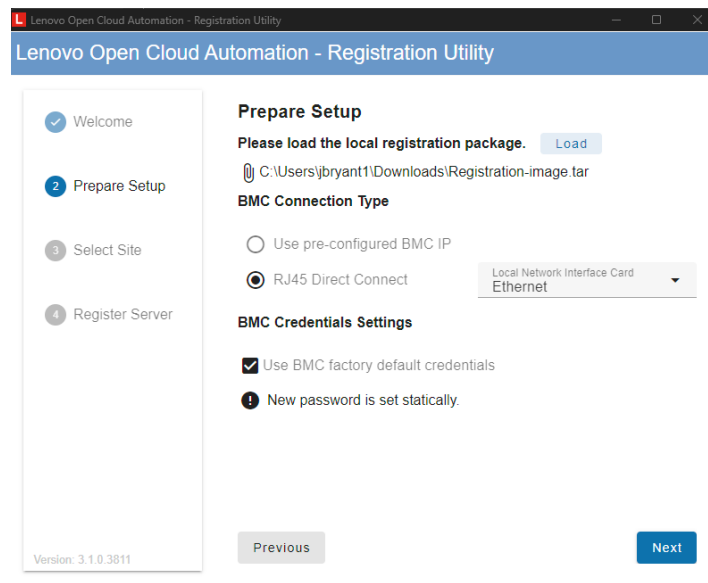 L Lenovo Open Cloud Automation - Registration Utility
Lenovo Open Cloud Automation - Registration Utility
Welcome
2 Prepare Setup
3 Select Site
4 Register Server
Version: 3.1.0.3811
Prepare Setup
Please load the local registration package. Load
C:\Users\jbryant1\Downloads\Registration-image.tar
BMC Connection Type
Use pre-configured BMC IP
RJ45 Direct Connect
Local Network Interface Card
Ethernet
BMC Credentials Settings
Use BMC factory default credentials
! New password is set statically.
Previous
Next